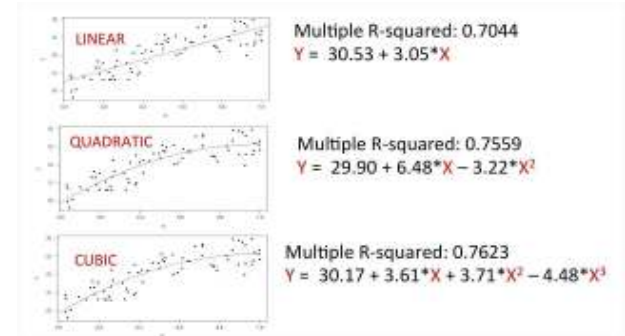 LINEAR
Multiple R-squared: 0.7044
Y = 30.53 + 3.05*X
QUADRATIC
Multiple R-squared: 0.7559
Y = 29.90 + 6.48*X – 3.22*X²
CUBIC
Multiple R-squared: 0.7623
Y = 30.17 + 3.61*X + 3.71*X² – 4.48*X³